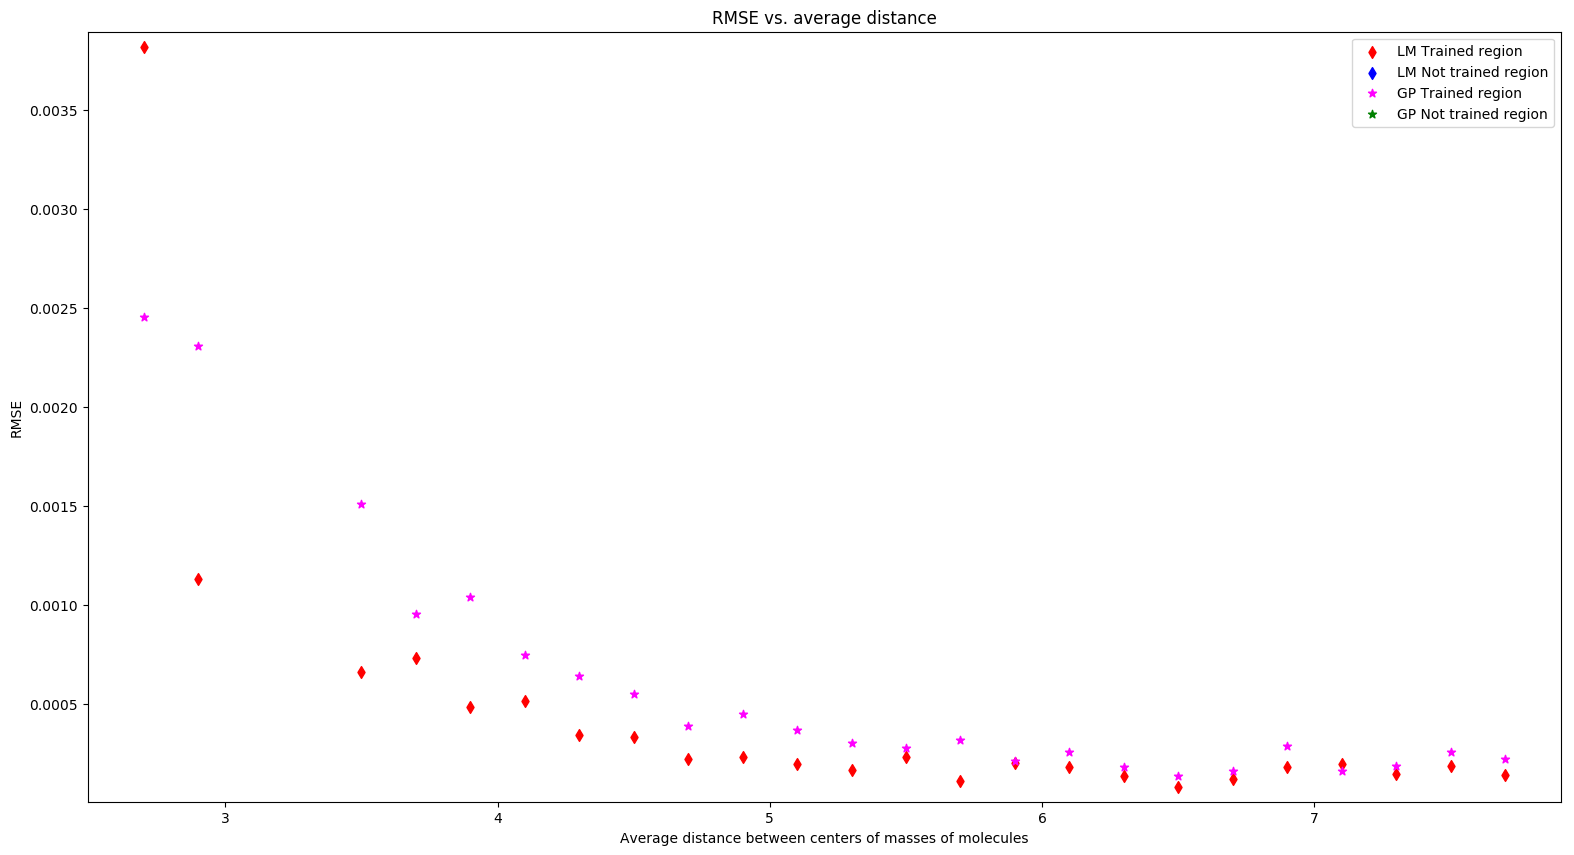 RMSE vs. average distance
LM Trained region
LM Not trained region
GP Trained region
GP Not trained region
0.0035
0.0030
0.0025
0.0020
0.0015
0.0010
0.0005
RMSE
3 4 5 6 7
Average distance between centers of masses of molecules